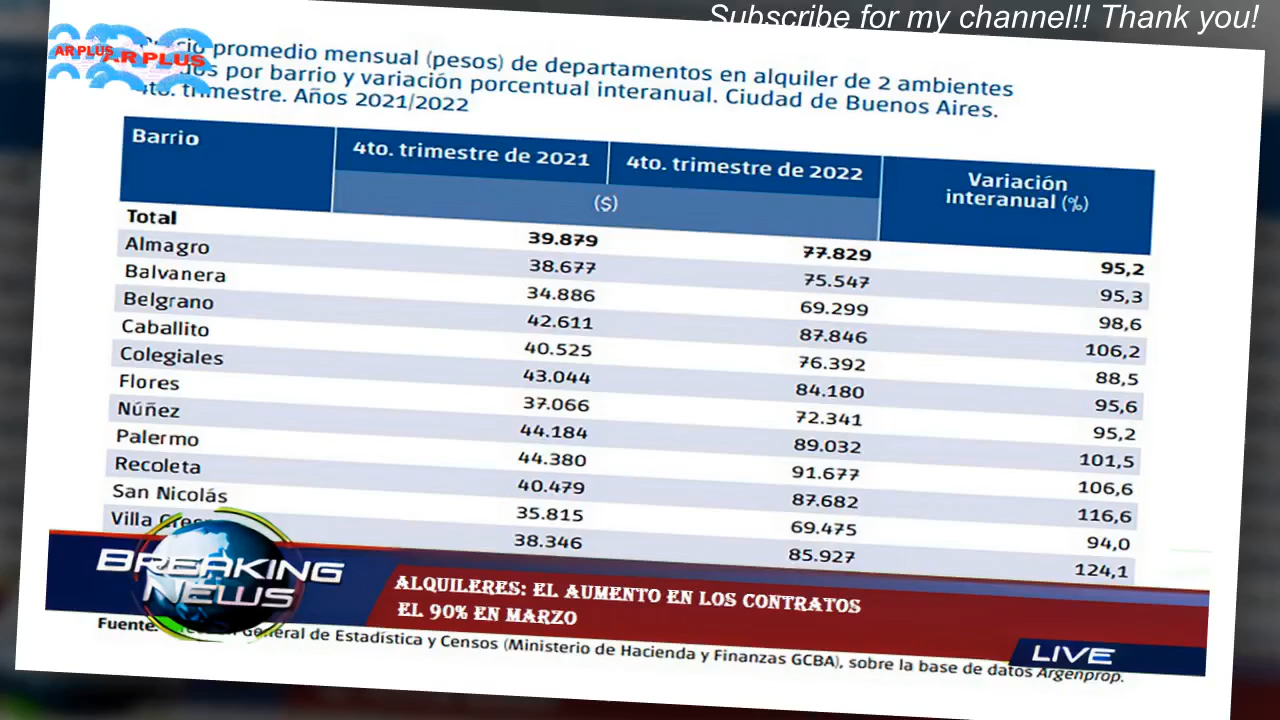 Subscribe for my channel!! Thank you!
AR PLUS
AR PLUS
promedio mensual (pesos) de departamentos en alquiler de 2 ambientes
por barrio y variación porcentual interanual. Ciudad de Buenos Aires.
4to. trimestre. Años 2021/2022
Barrio 4to. trimestre de 2021 4to. trimestre de 2022 Variación interanual (%)
($)
Total 39.879 77.829 95,2
Almagro 38.677 75.547 95,3
Balvanera 34.886 69.299 98,6
Belgrano 42.611 87.846 106,2
Caballito 40.525 76.392 88,5
Colegiales 43.044 84.180 95,6
Flores 37.066 72.341 95,2
Núñez 44.184 89.032 101,5
Palermo 44.380 91.677 106,6
Recoleta 40.479 87.682 116,6
San Nicolás 35.815 69.475 94,0
Villa 38.346 85.927 124,1
BREAKING
NEWS
ALQUILERES: EL AUMENTO EN LOS CONTRATOS
EL 90% EN MARZO
LIVE
Fuente: General de Estadística y Censos (Ministerio de Hacienda y Finanzas GCBA), sobre la base de datos Argenprop.